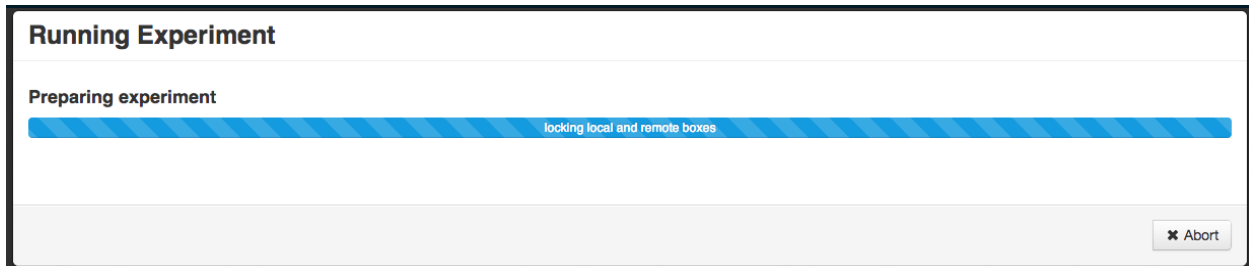 Running Experiment
Preparing experiment
locking local and remote boxes
✖ Abort